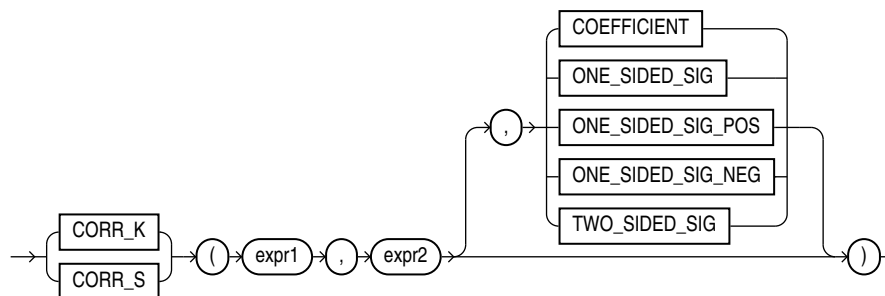 COEFFICIENT
ONE_SIDED_SIG
, ONE_SIDED_SIG_POS
ONE_SIDED_SIG_NEG
TWO_SIDED_SIG
CORR_K
CORR_S
( expr1 , expr2 )